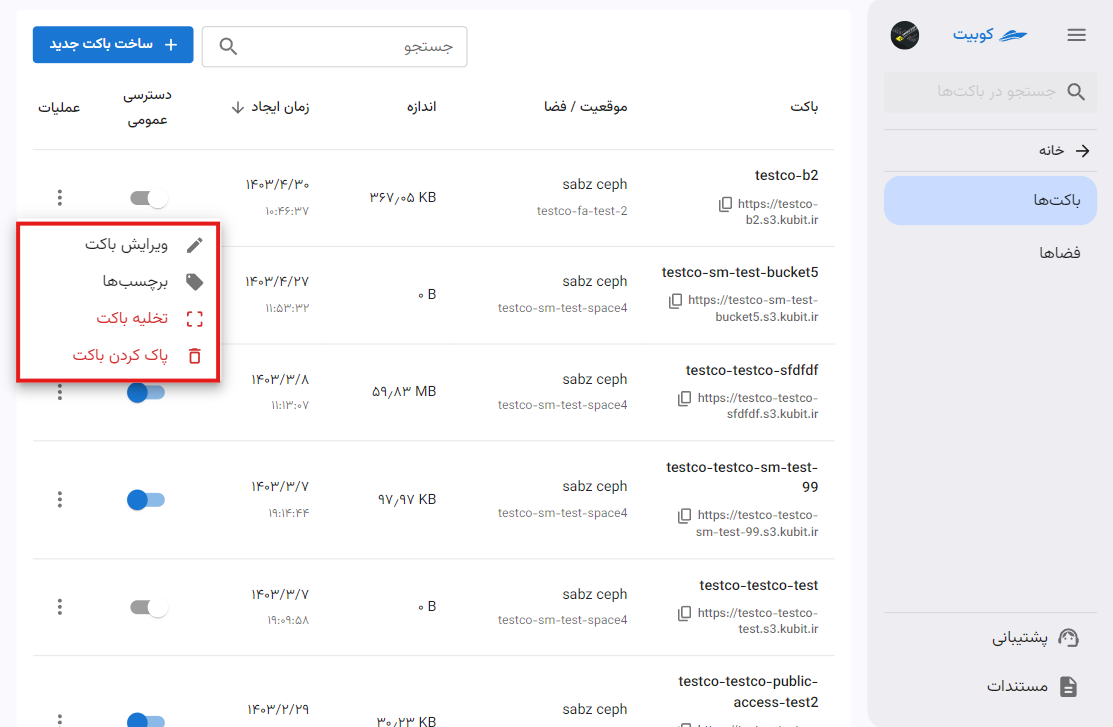 کوبیت
جستجو در باکت‌ها
خانه
باکت‌ها
فضاها
پشتیبانی
مستندات
جستجو
ساخت باکت جدید
باکت
موقعیت / فضا
اندازه
زمان ایجاد
دسترسی
عمومی
عملیات
testco-b2
https://testco-
b2.s3.kubit.ir
sabz ceph
testco-fa-test-2
۳۶۷٫۰۵ KB
۱۴۰۳/۴/۳۰
۱۰:۴۶:۳۷
ویرایش باکت
برچسب‌ها
تخلیه باکت
پاک کردن باکت
testco-sm-test-bucket5
https://testco-sm-test-
bucket5.s3.kubit.ir
sabz ceph
testco-sm-test-space4
۰ B
۱۴۰۳/۴/۲۷
۱۱:۵۳:۳۲
testco-testco-sfdfdf
https://testco-testco-
sfdfdf.s3.kubit.ir
sabz ceph
testco-sm-test-space4
۵۹٫۸۳ MB
۱۴۰۳/۳/۸
۱۱:۱۳:۰۷
testco-testco-sm-test-
99
https://testco-testco-
sm-test-99.s3.kubit.ir
sabz ceph
testco-sm-test-space4
۹۷٫۹۷ KB
۱۴۰۳/۳/۷
۱۹:۱۴:۴۴
testco-testco-test
https://testco-testco-
test.s3.kubit.ir
sabz ceph
testco-sm-test-space4
۰ B
۱۴۰۳/۳/۷
۱۹:۰۹:۵۸
testco-testco-public-
access-test2
sabz ceph
۳۰٫۲۳ KB
۱۴۰۳/۲/۲۹